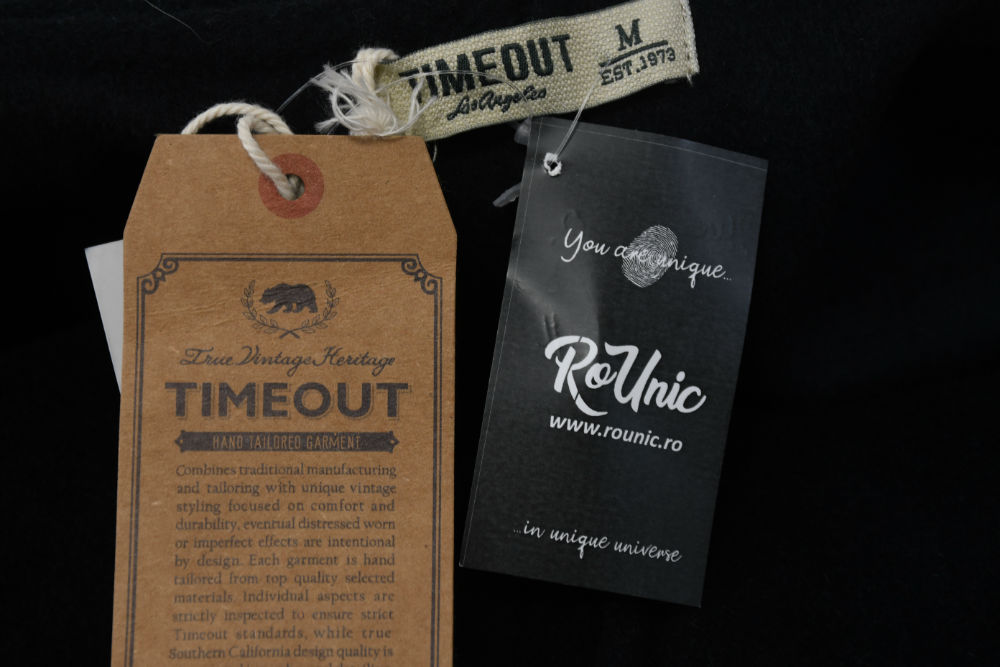 TIMEOUT
Los Angeles
M
EST.1973
True Vintage Heritage
TIMEOUT
HAND TAILORED GARMENT
Combines traditional manufacturing
and tailoring with unique vintage
styling focused on comfort and
durability, eventual distressed worn
or imperfect effects are intentional
by design. Each garment is hand
tailored from top quality selected
materials. Individual aspects are
strictly inspected to ensure strict
Timeout standards, while true
Southern California design quality is
You are unique...
RoUnic
www.rounic.ro
...in unique universe